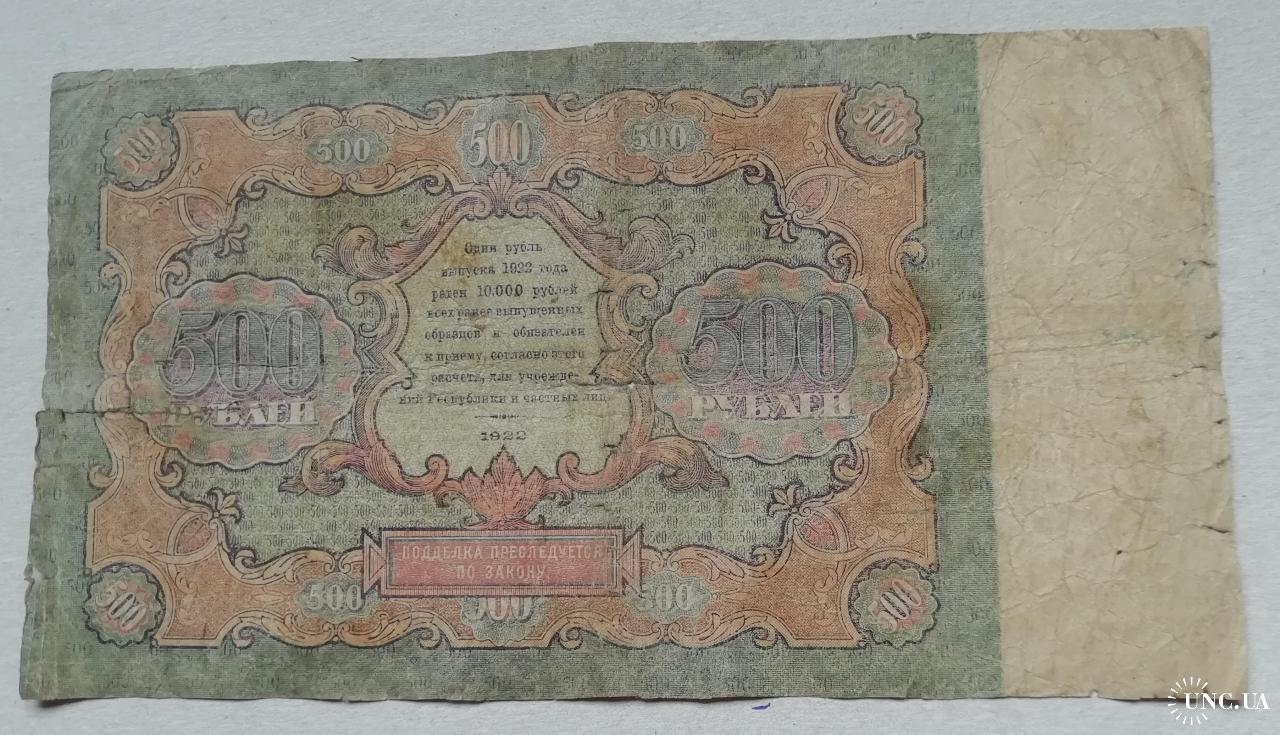 500 500 500 500 500
Один рубль
выпуска 1922 года
равен 10.000 рублей
всех ранее выпущенных
образцов и обязателен
к приему, согласно этого
расчета, для учрежде-
ний Республики и частных лиц
1922
500 500
РУБЛЕЙ РУБЛЕЙ
ПОДДЕЛКА ПРЕСЛЕДУЕТСЯ
ПО ЗАКОНУ
500 500 500 500 500
UNC.UA